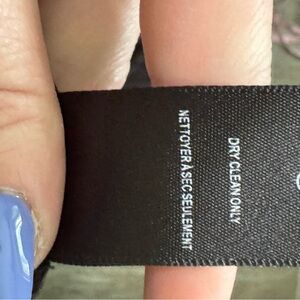 DRY CLEAN ONLY
NETTOYER À SEC SEULEMENT